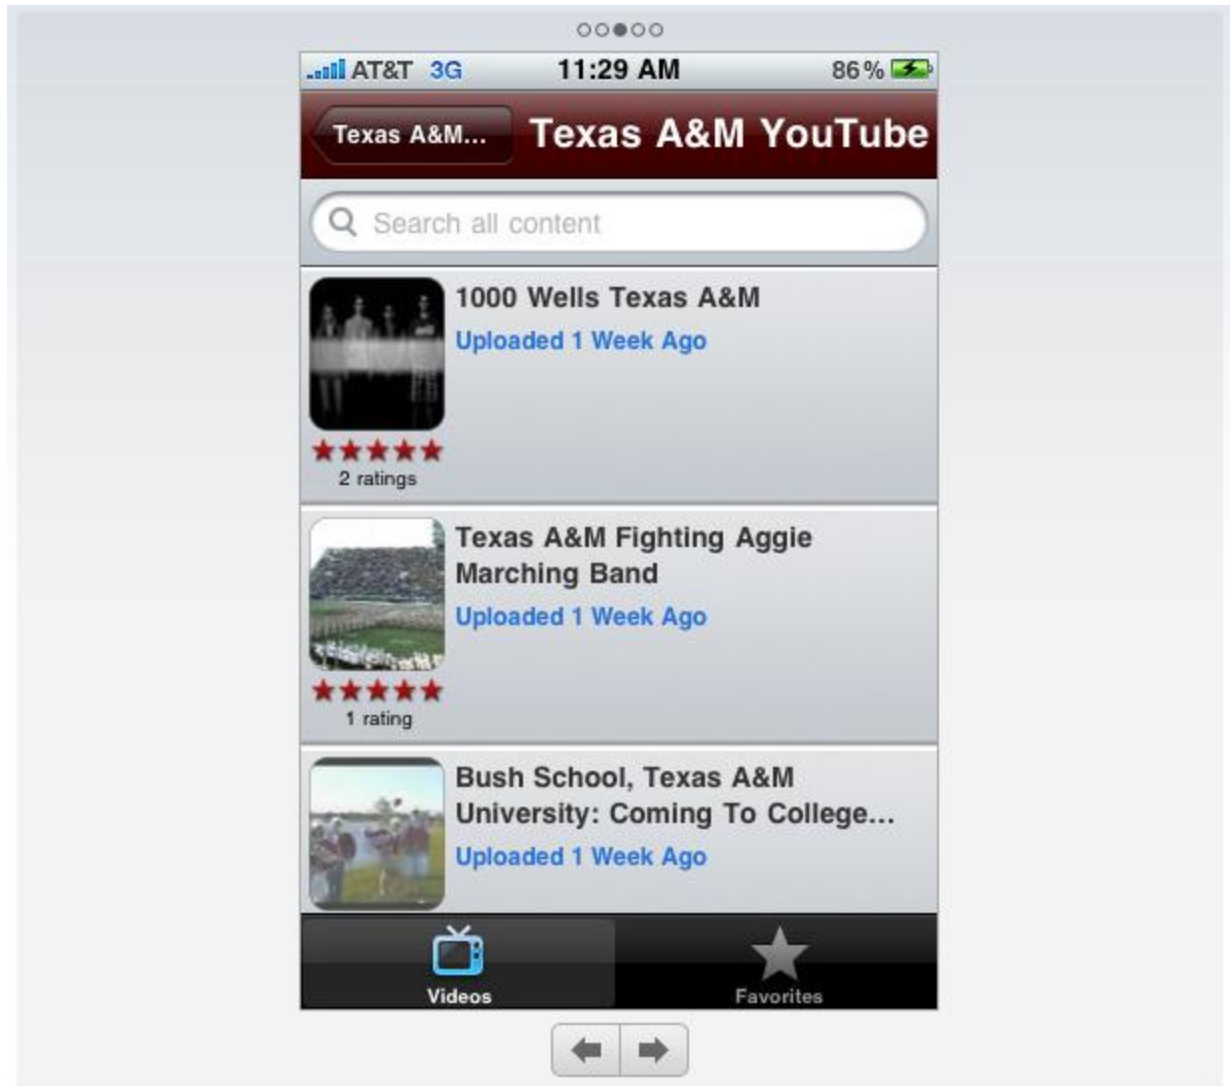 AT&T 3G 11:29 AM 86%
Texas A&M... Texas A&M YouTube
Search all content
1000 Wells Texas A&M
Uploaded 1 Week Ago
2 ratings
Texas A&M Fighting Aggie
Marching Band
Uploaded 1 Week Ago
1 rating
Bush School, Texas A&M
University: Coming To College...
Uploaded 1 Week Ago
Videos Favorites